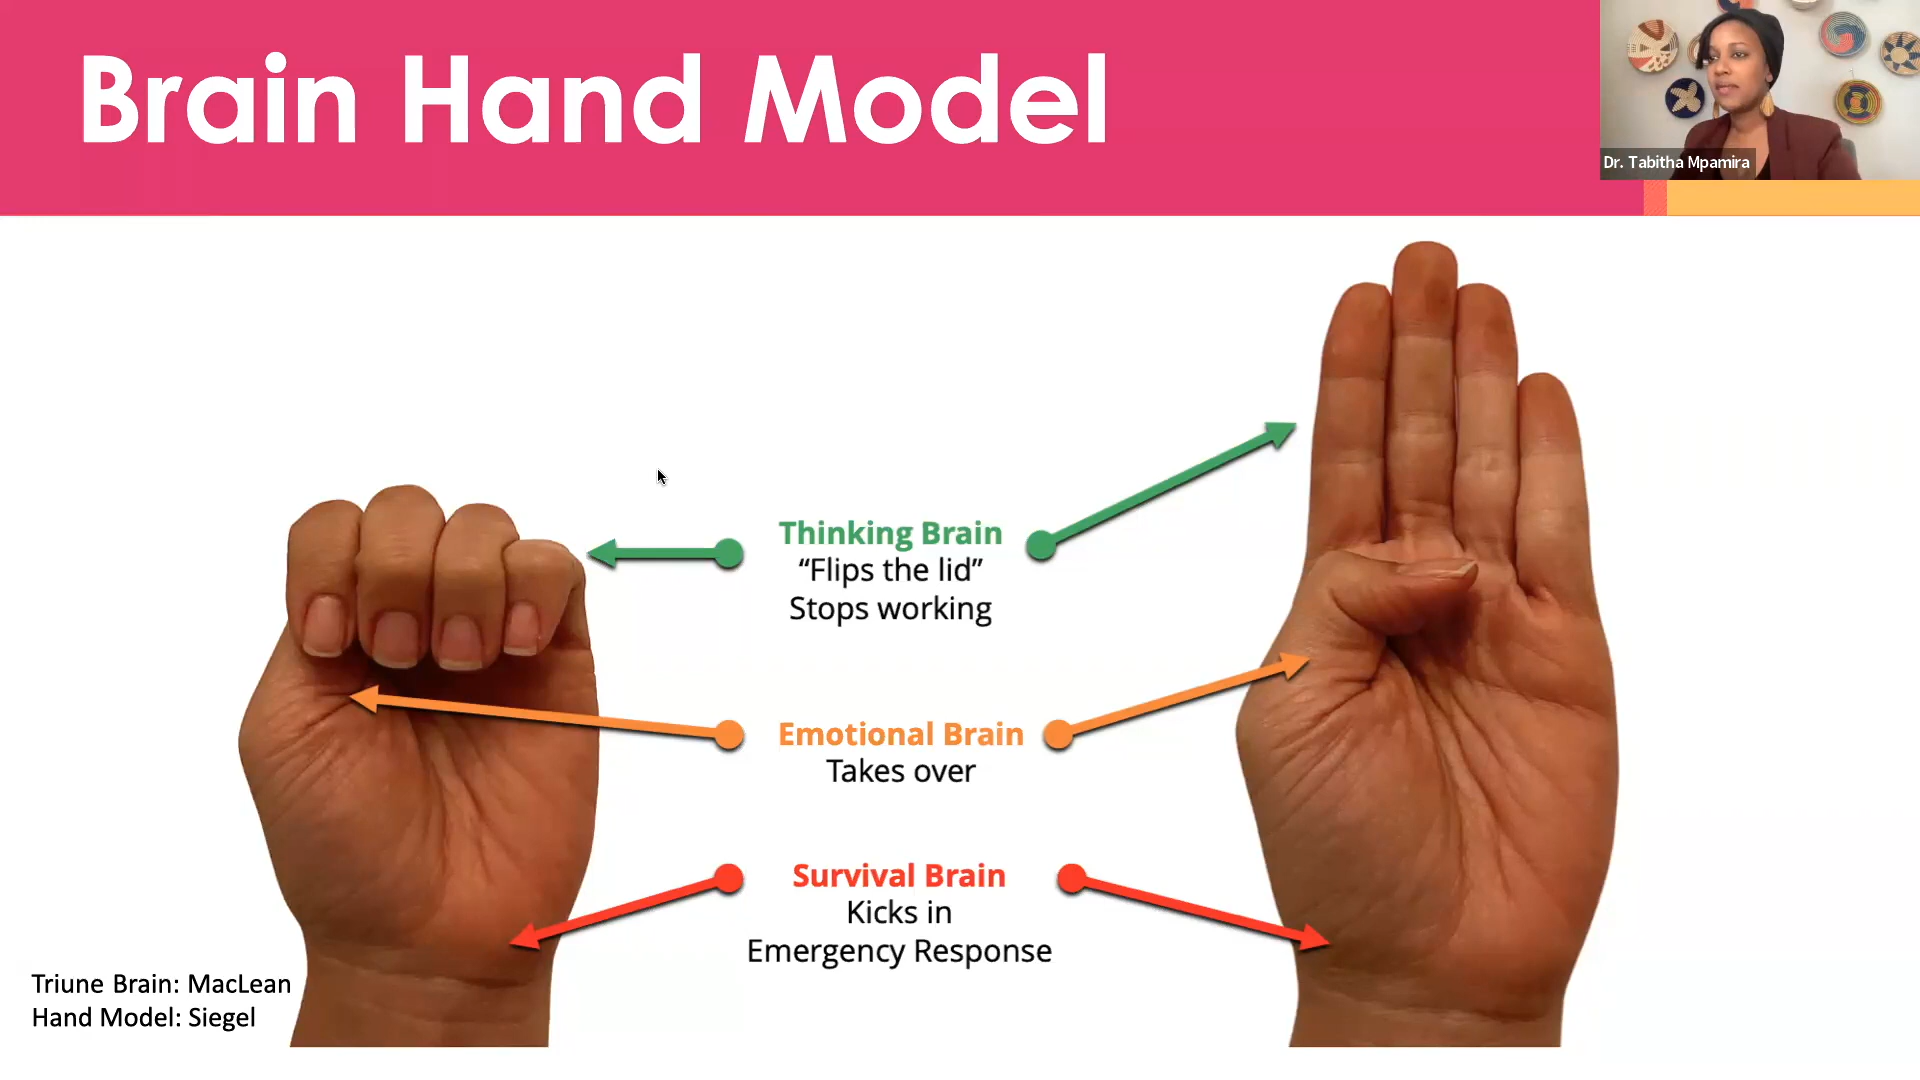 Brain Hand Model
Dr. Tabitha Mpamira
Thinking Brain
“Flips the lid”
Stops working
Emotional Brain
Takes over
Survival Brain
Kicks in
Emergency Response
Triune Brain: MacLean
Hand Model: Siegel